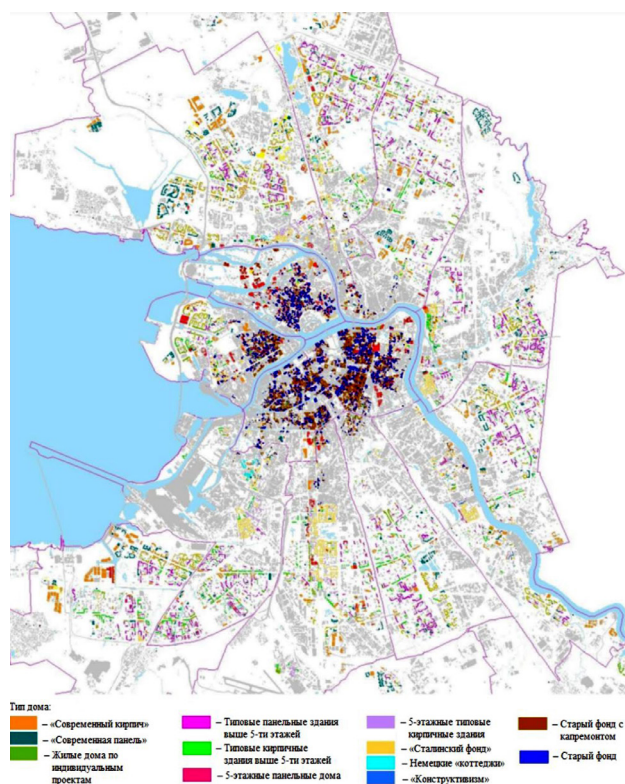 Тип дома:
– «Современный кирпич»
– «Современная панель»
– Жилые дома по
индивидуальным
проектам
– Типовые панельные здания
выше 5-ти этажей
– Типовые кирпичные
здания выше 5-ти этажей
– 5-этажные панельные дома
– 5-этажные типовые
кирпичные здания
– «Сталинский фонд»
– Немецкие «коттеджи»
– «Конструктивизм»
– Старый фонд с
капремонтом
– Старый фонд